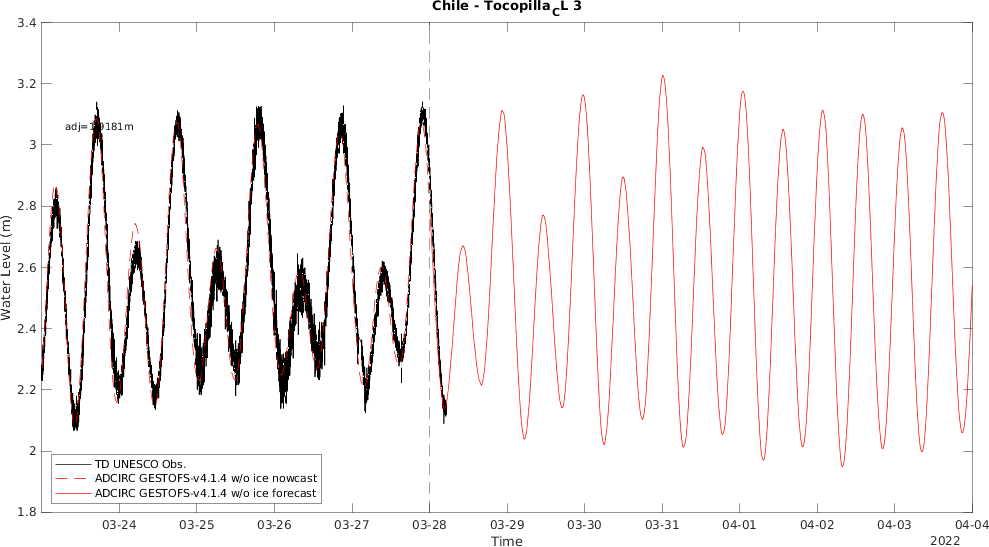 Chile - Tocopilla_CL 3
3.4
3.2
3
2.8
2.6
2.4
2.2
2
1.8
Water Level (m)
adj=1.9181m
TD UNESCO Obs.
ADCIRC GESTOFS-v4.1.4 w/o ice nowcast
ADCIRC GESTOFS-v4.1.4 w/o ice forecast
03-24 03-25 03-26 03-27 03-28 03-29 03-30 03-31 04-01 04-02 04-03 04-04
Time
2022